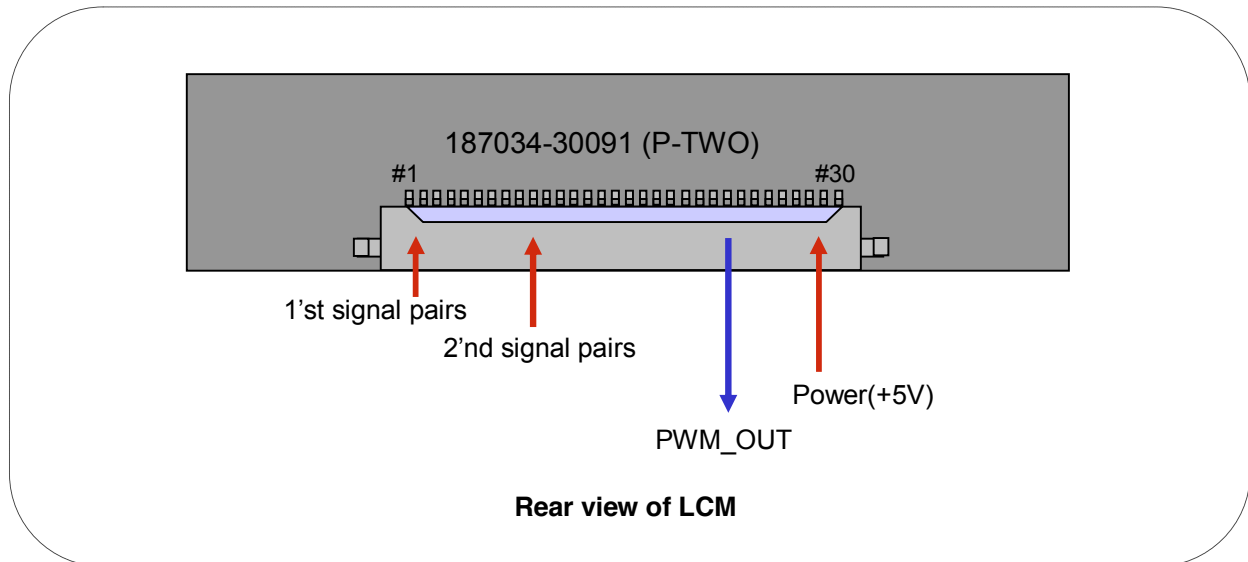 187034-30091 (P-TWO)
#1
#30
1'st signal pairs
2'nd signal pairs
Power(+5V)
PWM_OUT
Rear view of LCM